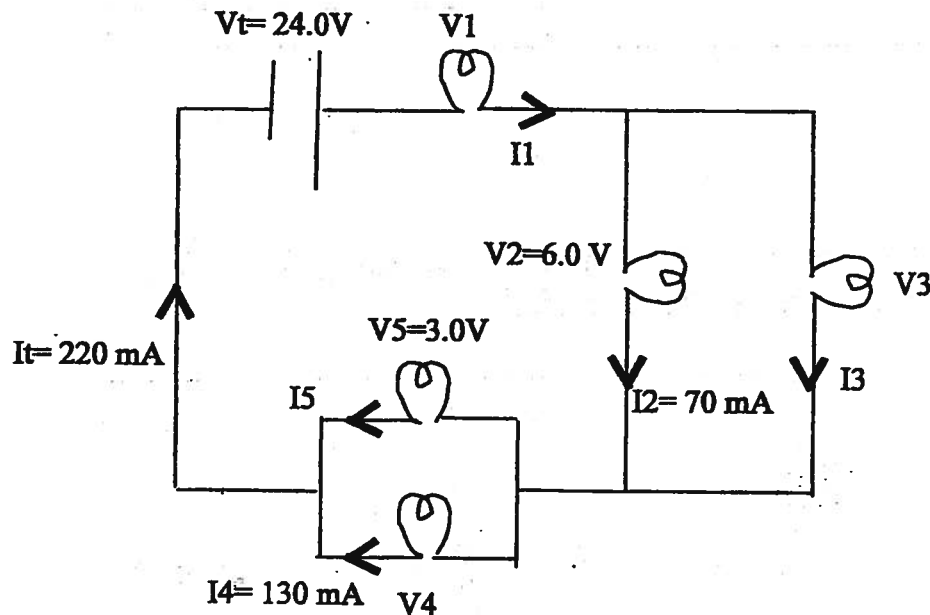 Vt= 24.0V
V1
I1
V2=6.0 V
V3
V5=3.0V
It= 220 mA
I5
I3
I2= 70 mA
I4= 130 mA
V4